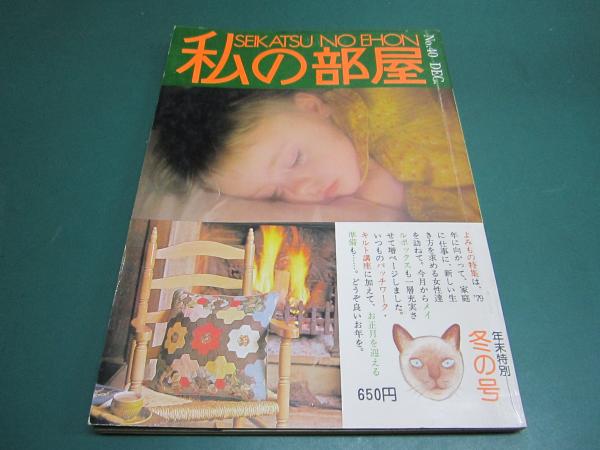 SEIKATSU NO EHON
私の部屋
No.40 DEC.
よみもの特集は、'79
年に向かって、家庭
に仕事に、新しい生
き方を求める女性達
を訪ねて。今月からメイ
ルボックスも一層充実さ
せて増ページしました。
いつものパッチワーク・
キルト講座に加えて、お正月を迎える
準備も……。どうぞ良いお年を。
年末特別
冬の号
650円